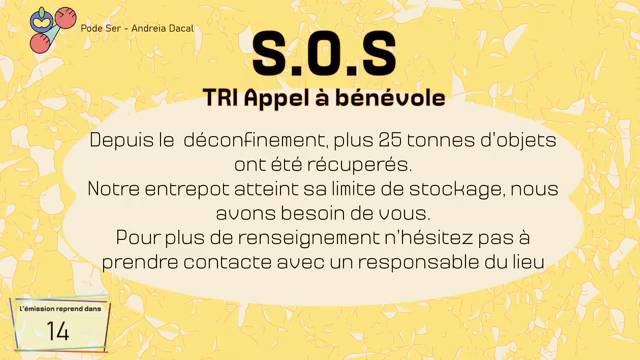 Pode Ser - Andreia Dacal
S.O.S
TRI Appel à bénévole
Depuis le déconfinement, plus 25 tonnes d'objets
ont été récuperés.
Notre entrepot atteint sa limite de stockage, nous
avons besoin de vous.
Pour plus de renseignement n'hésitez pas à
prendre contacte avec un responsable du lieu
L'émission reprend dans
14